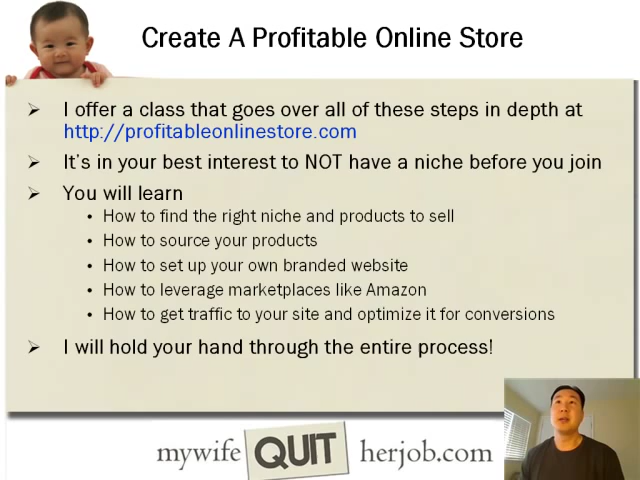 Create A Profitable Online Store
I offer a class that goes over all of these steps in depth at
http://profitableonlinestore.com
It's in your best interest to NOT have a niche before you join
You will learn
How to find the right niche and products to sell
How to source your products
How to set up your own branded website
How to leverage marketplaces like Amazon
How to get traffic to your site and optimize it for conversions
I will hold your hand through the entire process!
mywife QUIT herjob.com